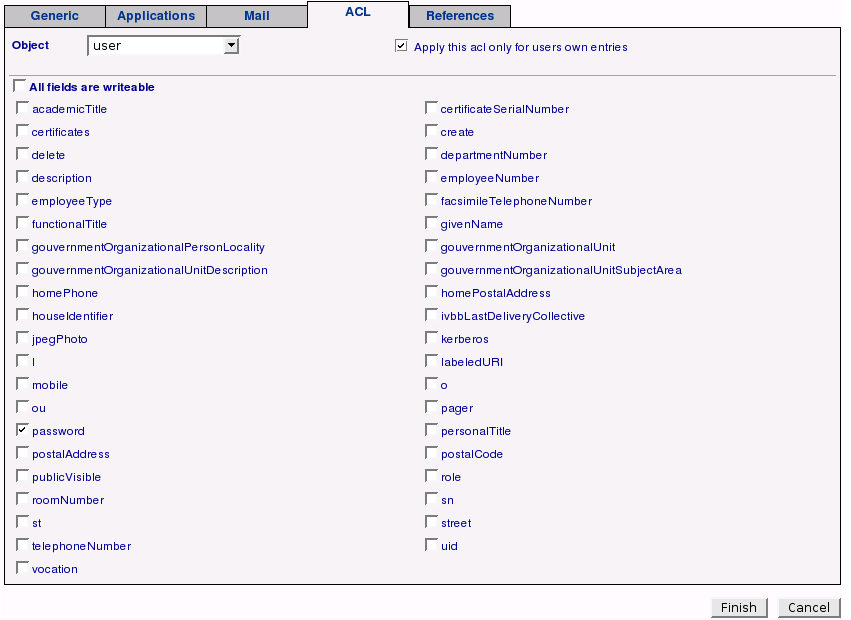 Generic Applications Mail ACL References
Object user Apply this acl only for users own entries
All fields are writeable
academicTitle certificateSerialNumber
certificates create
delete departmentNumber
description employeeNumber
employeeType facsimileTelephoneNumber
functionalTitle givenName
gouvernmentOrganizationalPersonLocality gouvernmentOrganizationalUnit
gouvernmentOrganizationalUnitDescription gouvernmentOrganizationalUnitSubjectArea
homePhone homePostalAddress
houseIdentifier ivbbLastDeliveryCollective
jpegPhoto kerberos
l labeledURI
mobile o
ou pager
password personalTitle
postalAddress postalCode
publicVisible role
roomNumber sn
st street
telephoneNumber uid
vocation
Finish Cancel